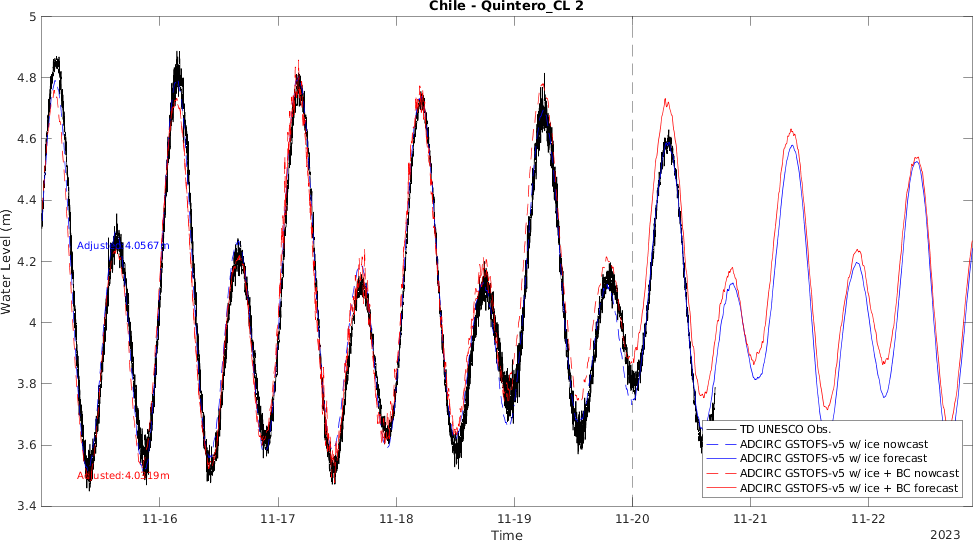 Chile - Quintero_CL 2
5
4.8
4.6
4.4
4.2
4
3.8
3.6
3.4
Water Level (m)
Adjusted:4.0567m
Adjusted:4.0319m
TD UNESCO Obs.
ADCIRC GSTOFS-v5 w/ ice nowcast
ADCIRC GSTOFS-v5 w/ ice forecast
ADCIRC GSTOFS-v5 w/ ice + BC nowcast
ADCIRC GSTOFS-v5 w/ ice + BC forecast
11-16 11-17 11-18 11-19 11-20 11-21 11-22
Time
2023